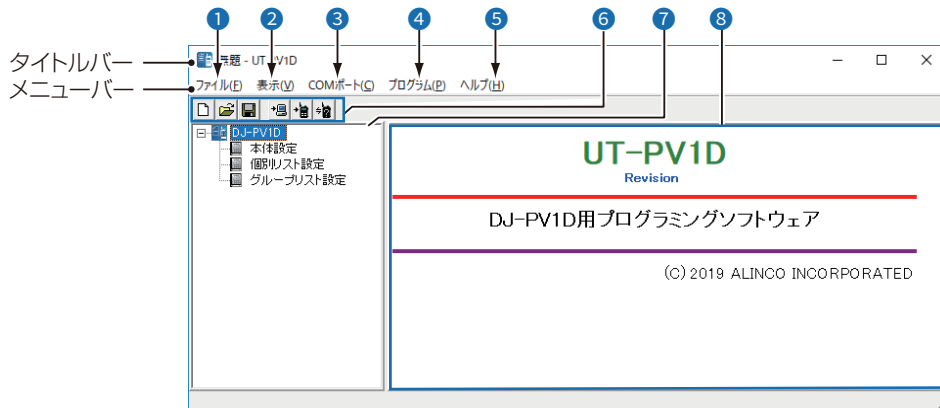 1 2 3 4 5 6 7 8
タイトルバー
無題 - UT-PV1D
メニューバー
ファイル(F) 表示(V) COMポート(C) プログラム(P) ヘルプ(H)
DJ-PV1D
本体設定
個別リスト設定
グループリスト設定
UT-PV1D
Revision
DJ-PV1D用プログラミングソフトウェア
(C) 2019 ALINCO INCORPORATED